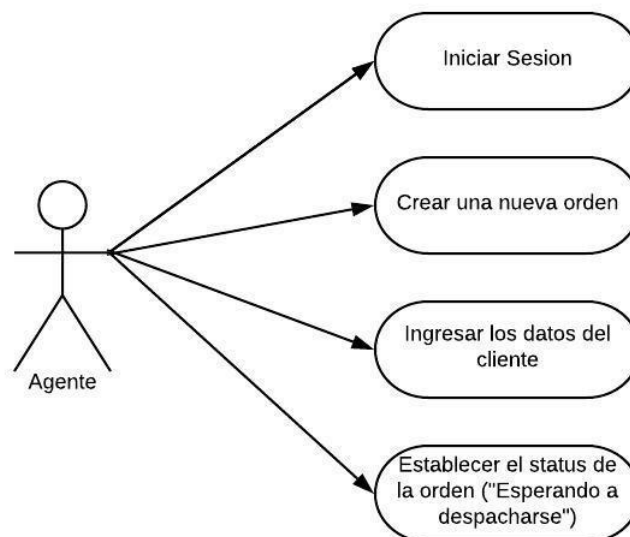 Iniciar Sesion
Crear una nueva orden
Ingresar los datos del
cliente
Agente
Establecer el status de
la orden ("Esperando a
despacharse")